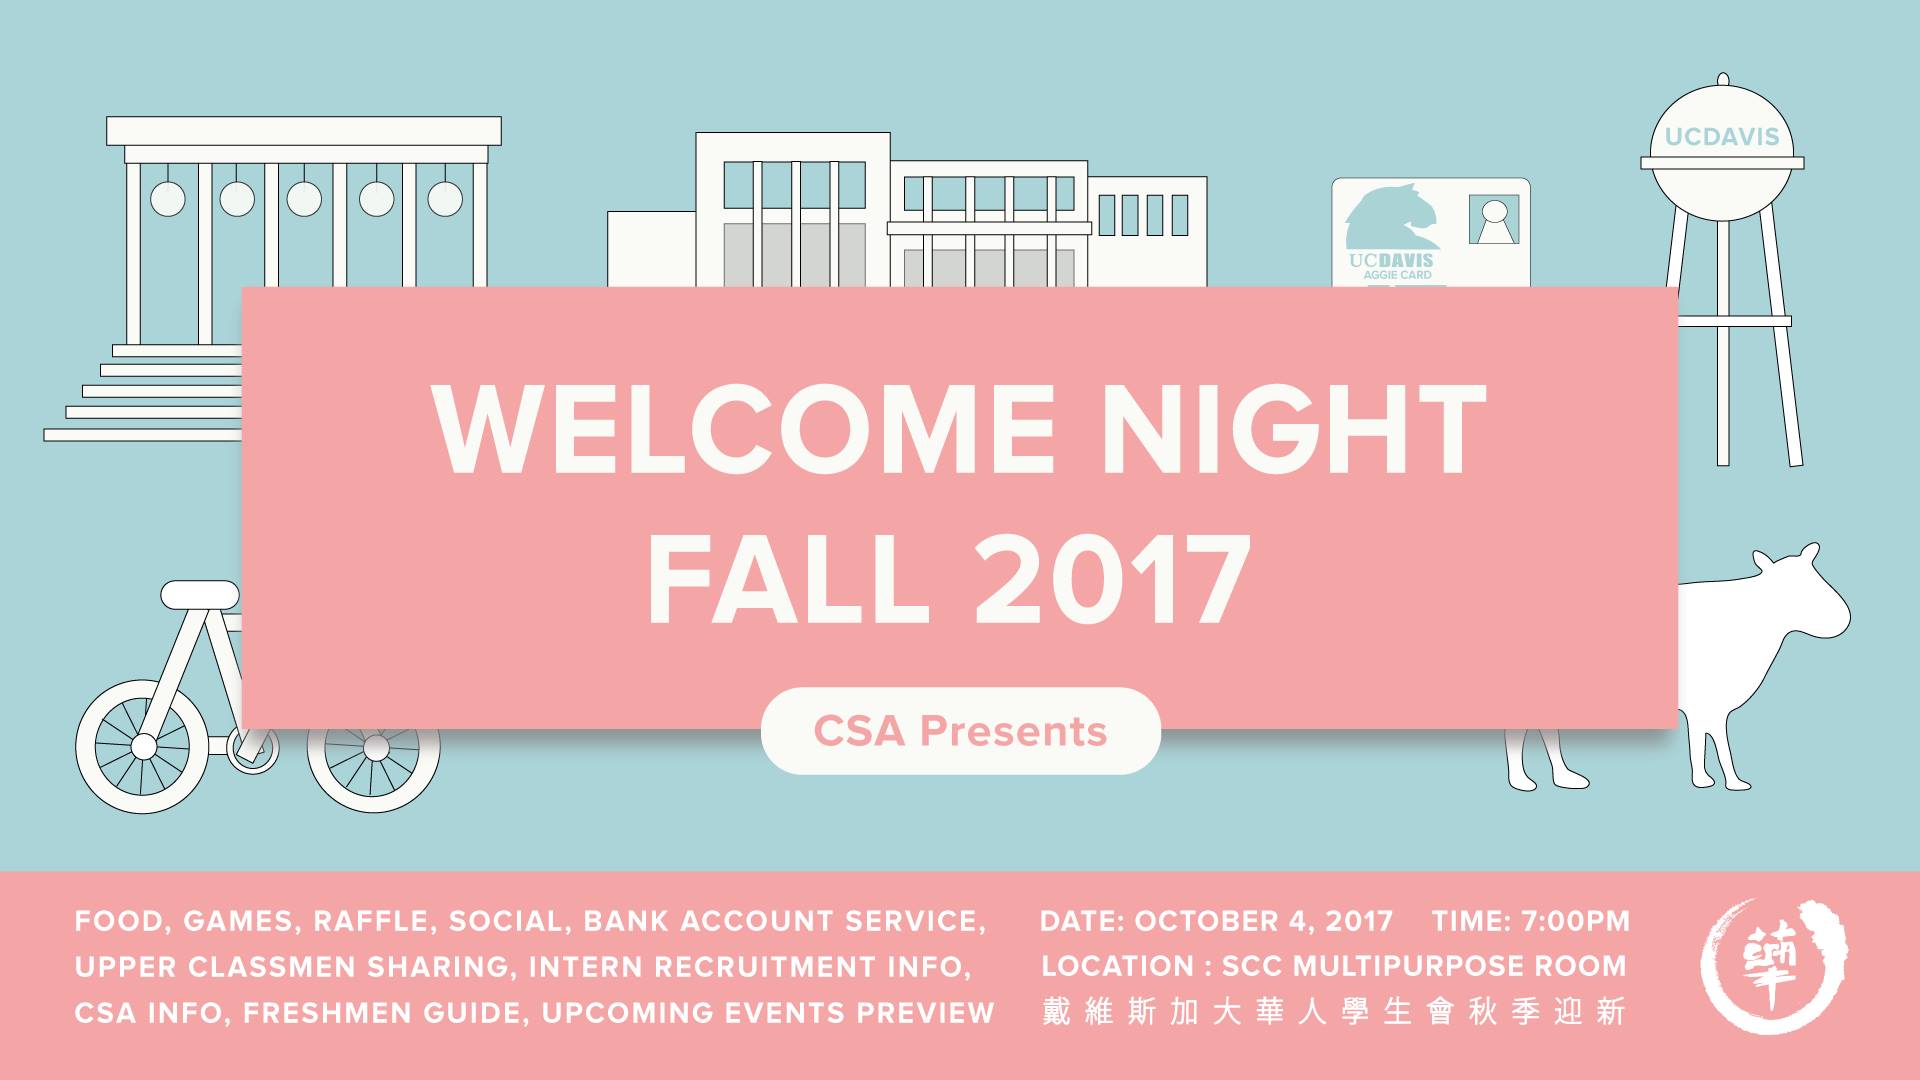 UCDAVIS
UCDAVIS
AGGIE CARD
WELCOME NIGHT
FALL 2017
CSA Presents
FOOD, GAMES, RAFFLE, SOCIAL, BANK ACCOUNT SERVICE,
UPPER CLASSMEN SHARING, INTERN RECRUITMENT INFO,
CSA INFO, FRESHMEN GUIDE, UPCOMING EVENTS PREVIEW
DATE: OCTOBER 4, 2017 TIME: 7:00PM
LOCATION : SCC MULTIPURPOSE ROOM
戴維斯加大華人學生會秋季迎新
華